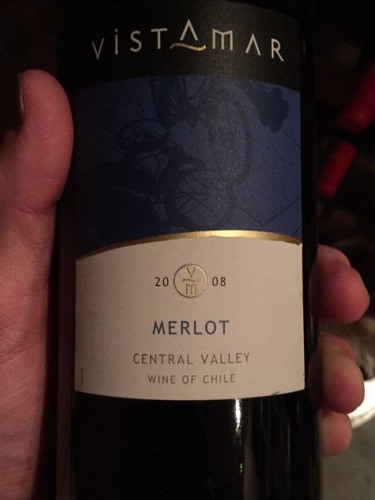 VISTAMAR
20 VM 08
MERLOT
CENTRAL VALLEY
WINE OF CHILE